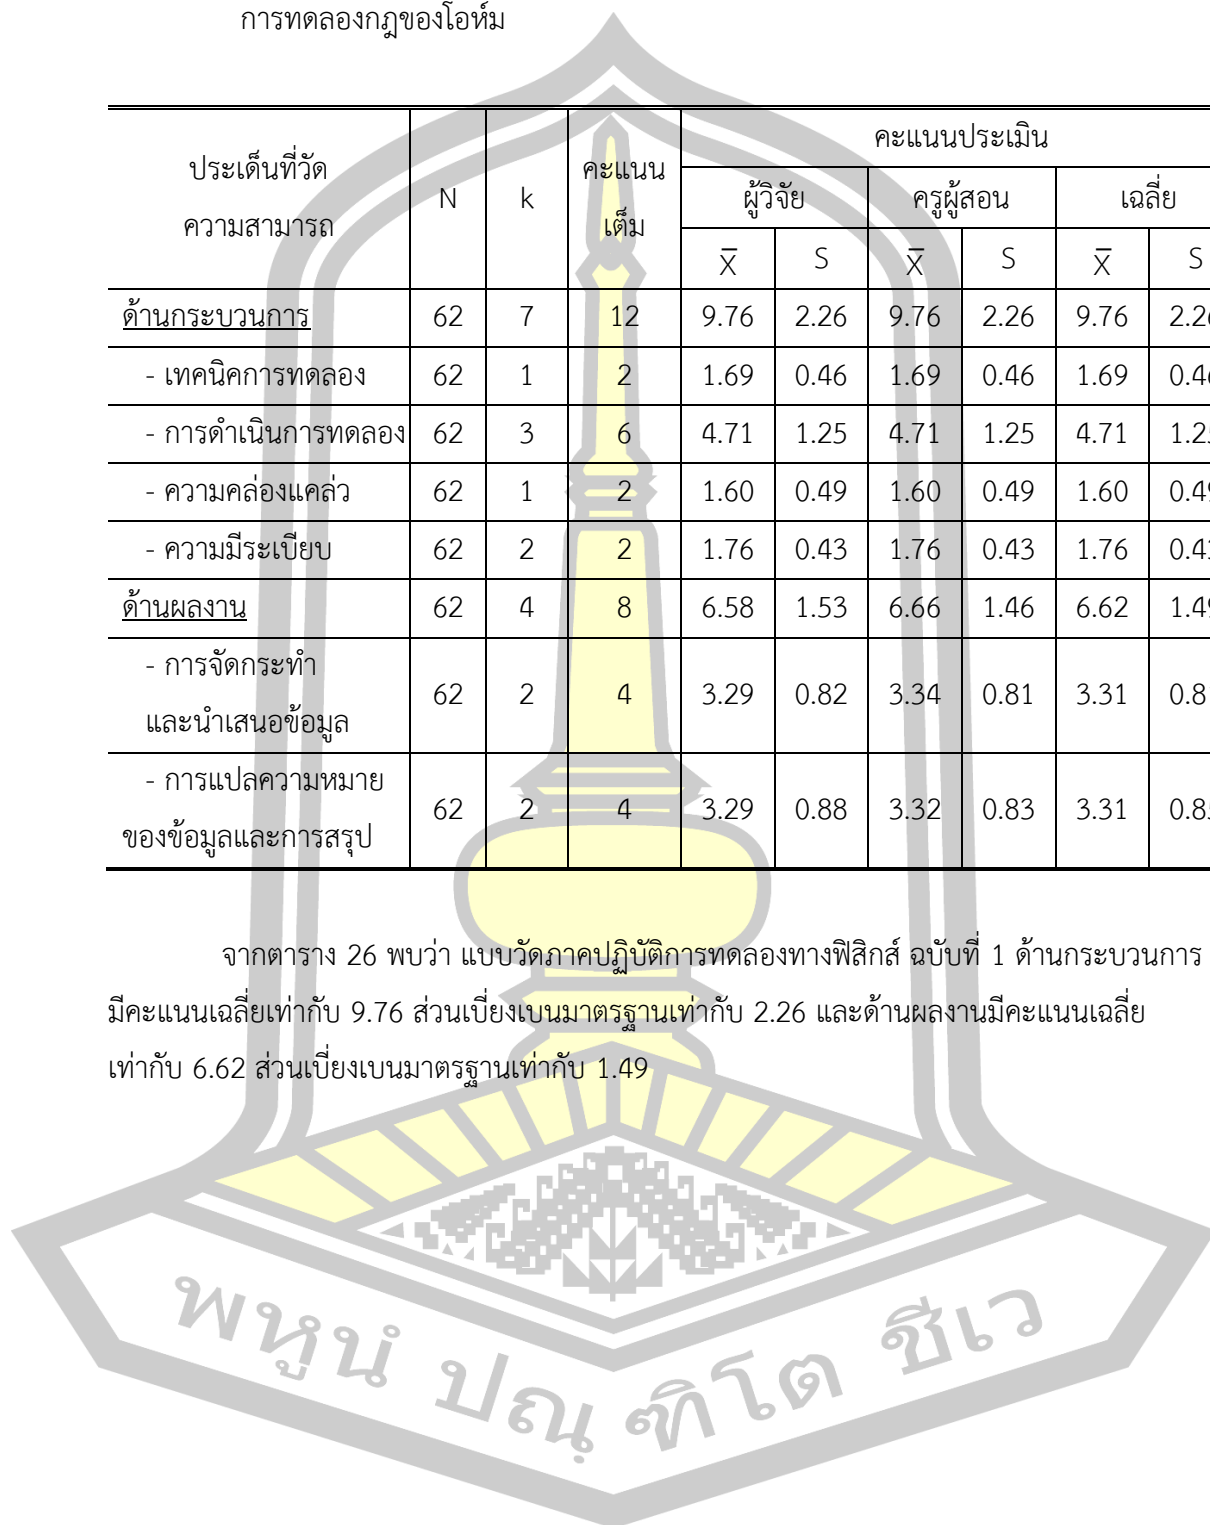 การทดลองกฎของโอห์ม
ประเด็นที่วัด
ความสามารถ
N
k
คะแนน
เต็ม
คะแนนประเมิน
ผู้วิจัย ครูผู้สอน เฉลี่ย
X̄ S X̄ S X̄ S
ด้านกระบวนการ 62 7 12 9.76 2.26 9.76 2.26 9.76 2.26
- เทคนิคการทดลอง 62 1 2 1.69 0.46 1.69 0.46 1.69 0.46
- การดำเนินการทดลอง 62 3 6 4.71 1.25 4.71 1.25 4.71 1.25
- ความคล่องแคล่ว 62 1 2 1.60 0.49 1.60 0.49 1.60 0.49
- ความมีระเบียบ 62 2 2 1.76 0.43 1.76 0.43 1.76 0.43
ด้านผลงาน 62 4 8 6.58 1.53 6.66 1.46 6.62 1.49
- การจัดกระทำ
และนำเสนอข้อมูล 62 2 4 3.29 0.82 3.34 0.81 3.31
- การแปลความหมาย
ของข้อมูลและการสรุป 62 2 4 3.29 0.88 3.32 0.83 3.31 0.85
จากตาราง 26 พบว่า แบบวัดภาคปฏิบัติการทดลองทางฟิสิกส์ ฉบับที่ 1 ด้านกระบวนการ
มีคะแนนเฉลี่ยเท่ากับ 9.76 ส่วนเบี่ยงเบนมาตรฐานเท่ากับ 2.26 และด้านผลงานมีคะแนนเฉลี่ย
เท่ากับ 6.62 ส่วนเบี่ยงเบนมาตรฐานเท่ากับ 1.49
พหูนํ ปณฺฑิโต ชีเว